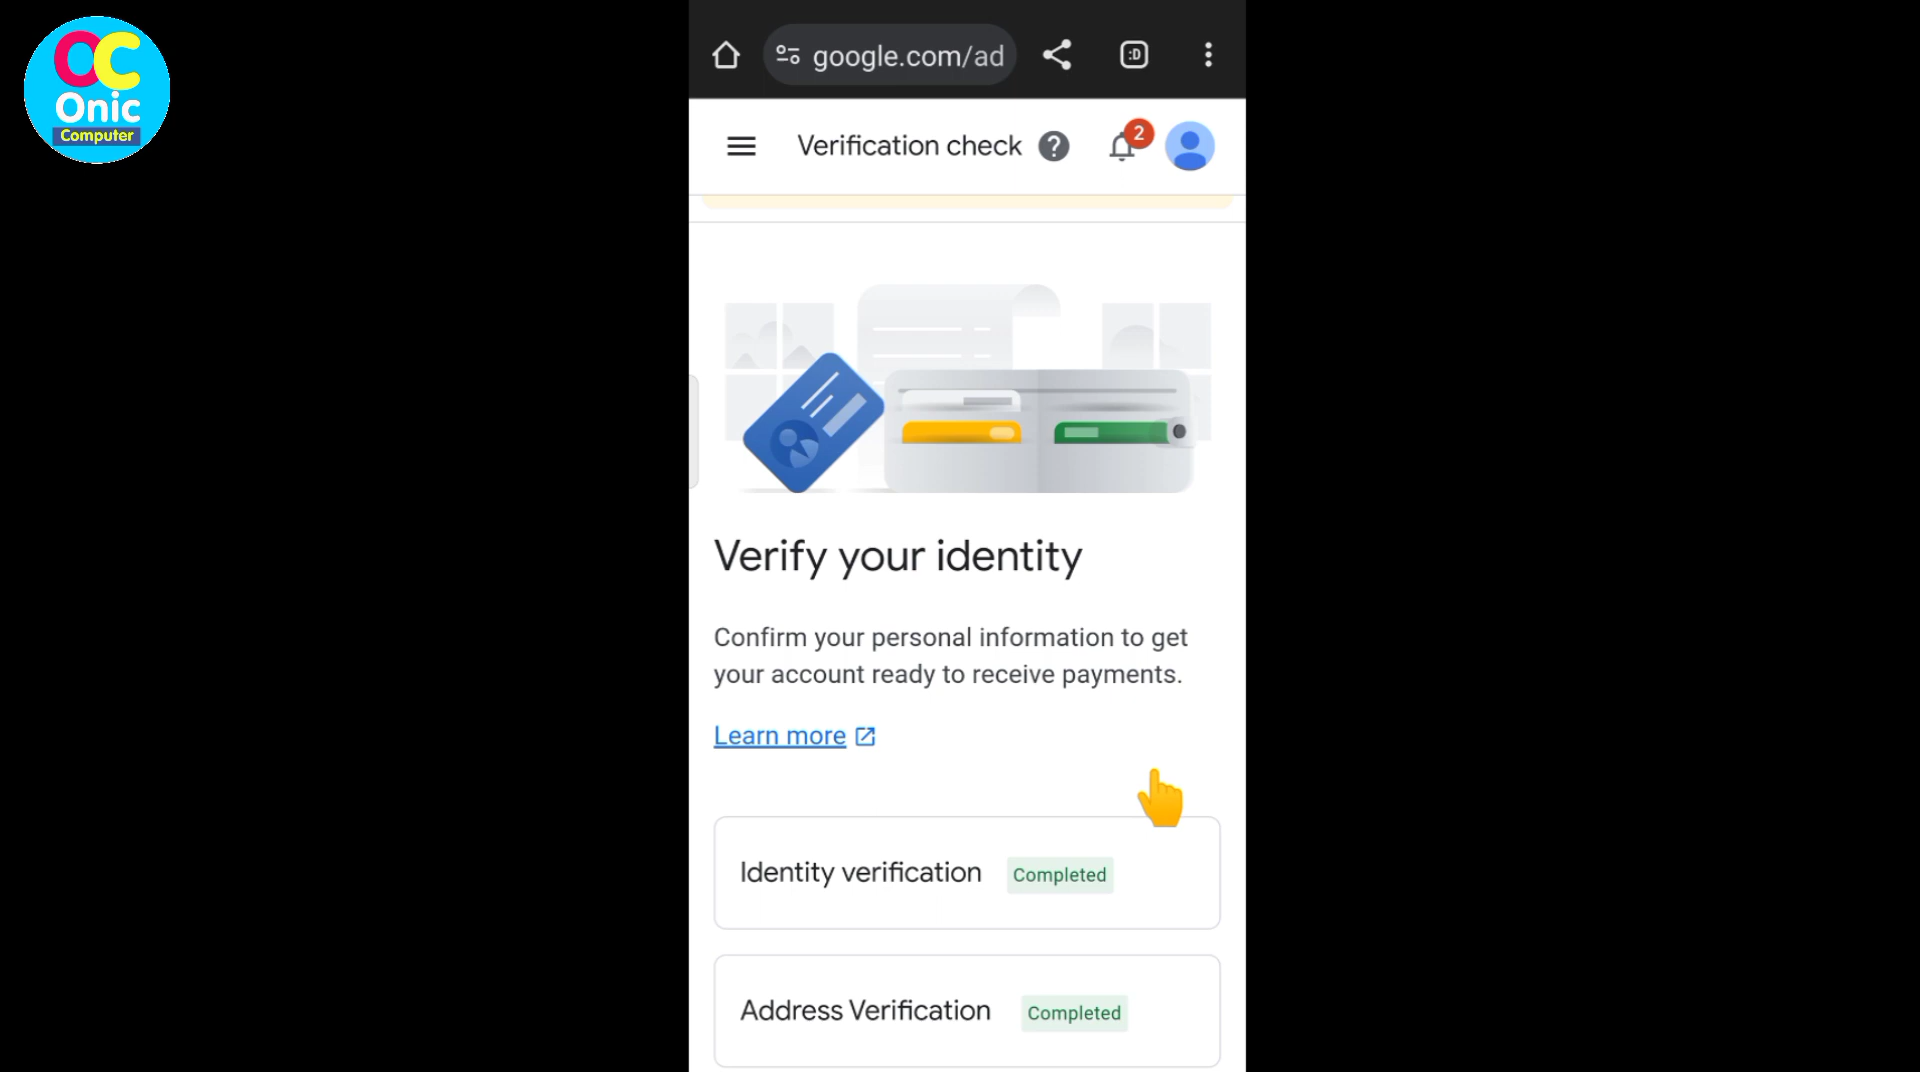 OC
Onic
Computer
google.com/ad
:D
Verification check
?
2
Verify your identity
Confirm your personal information to get
your account ready to receive payments.
Learn more
Identity verification Completed
Address Verification Completed